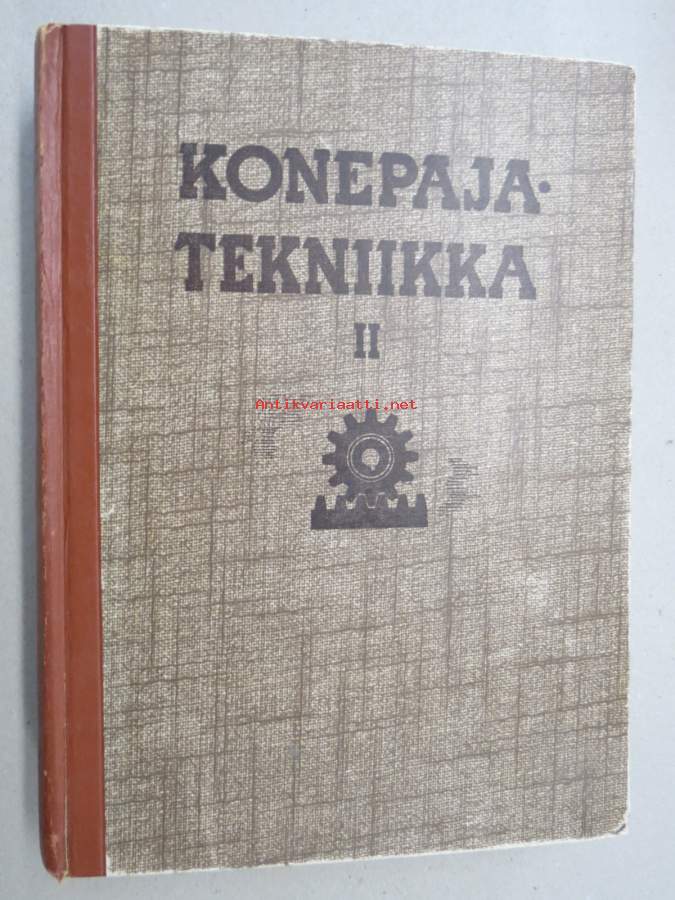 KONEPAJA-
TEKNIIKKA
II
Antikvariaatti.net